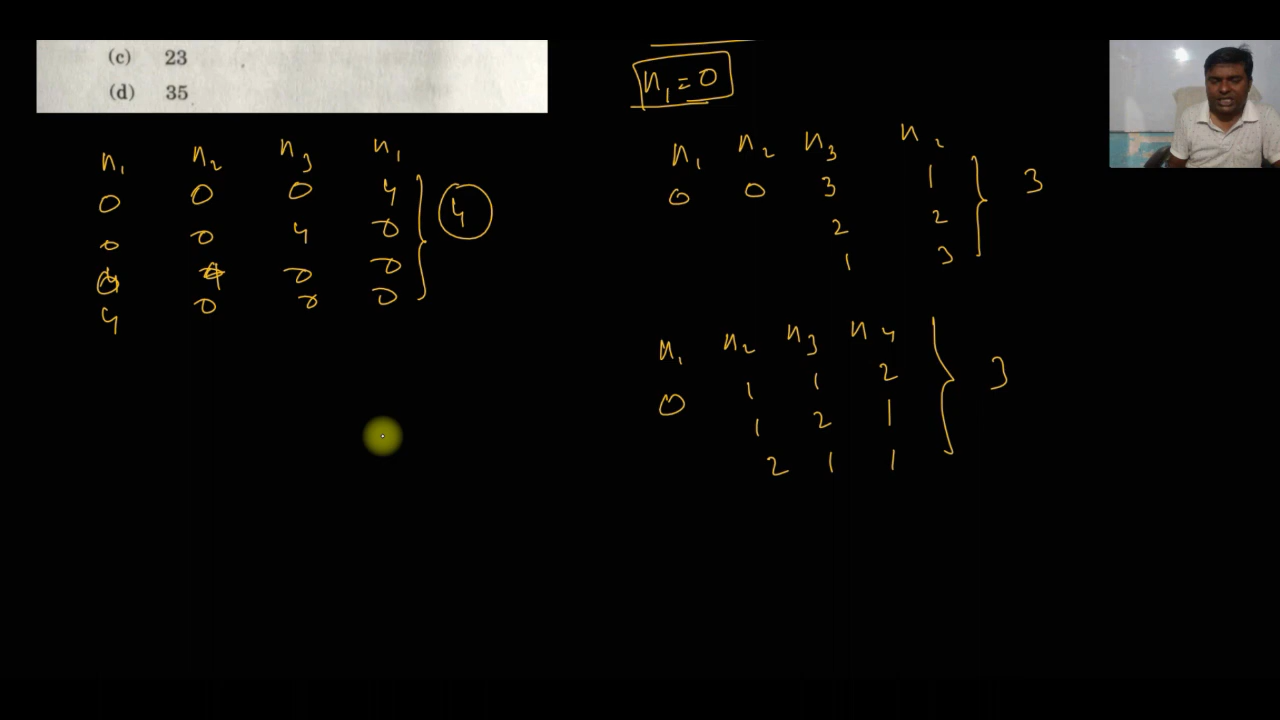 (c) 23
(d) 35
n₁ = 0
n₁ n₂ n₃ n₁
0 0 0 4
0 0 4 0
0 4 0 0
4 0 0 0
4
n₁ n₂ n₃ n₂
0 0 3 1
2 2
1 3
3
n₁ n₂ n₃ n₄
0 1 1 2
1 2 1
2 1 1
3